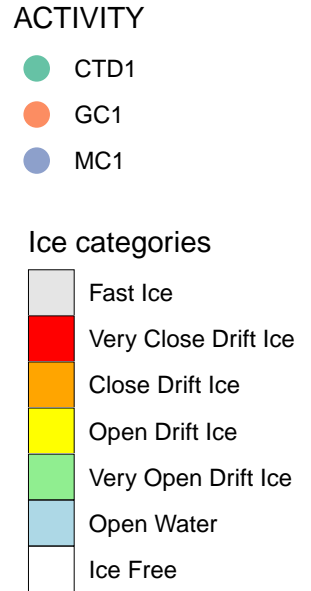 ACTIVITY
CTD1
GC1
MC1
Ice categories
Fast Ice
Very Close Drift Ice
Close Drift Ice
Open Drift Ice
Very Open Drift Ice
Open Water
Ice Free